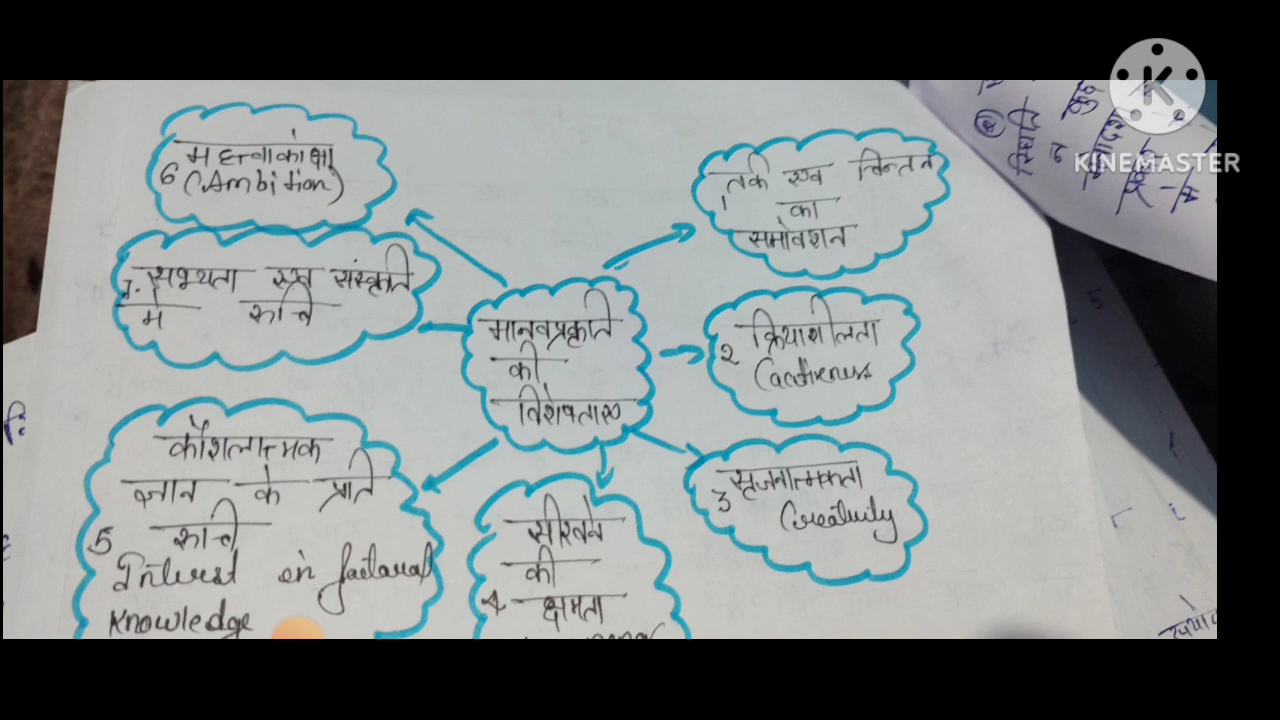 मानवप्रकृति
की
विशेषताएं
1 तर्क एव चिन्तन
का
समावेशन
2 क्रियाशीलता
(activeness
3 सृजनात्मकता
Creativity
सीखने
की
4 क्षमता
कौशलात्मक
ज्ञान के प्रति
5 रूचि
Interest in factural
Knowledge
6 महत्वाकांक्षा
(Ambition)
7. सभ्यता एव संस्कृति
मे रूचि
KINEMASTER